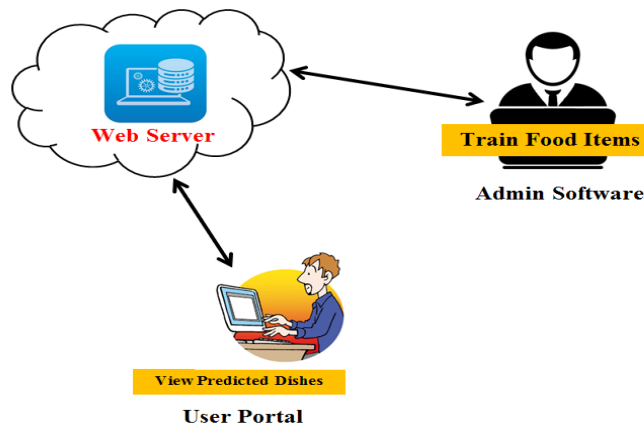 Web Server
Train Food Items
Admin Software
View Predicted Dishes
User Portal